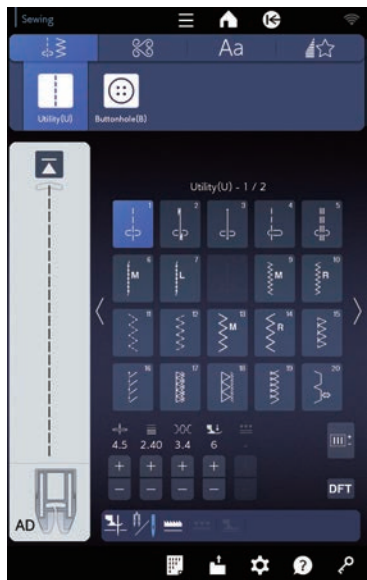 Sewing
Aa
Utility(U) Buttonhole(B)
Utility(U) - 1 / 2
1 2 3 4 5
6 M 7 L 9 M 10 R
11 12 13 M 14 R 15
16 17 18 19 20
4.5 2.40 3.4 6 -
+ + + +
- - - - DFT
AD
?